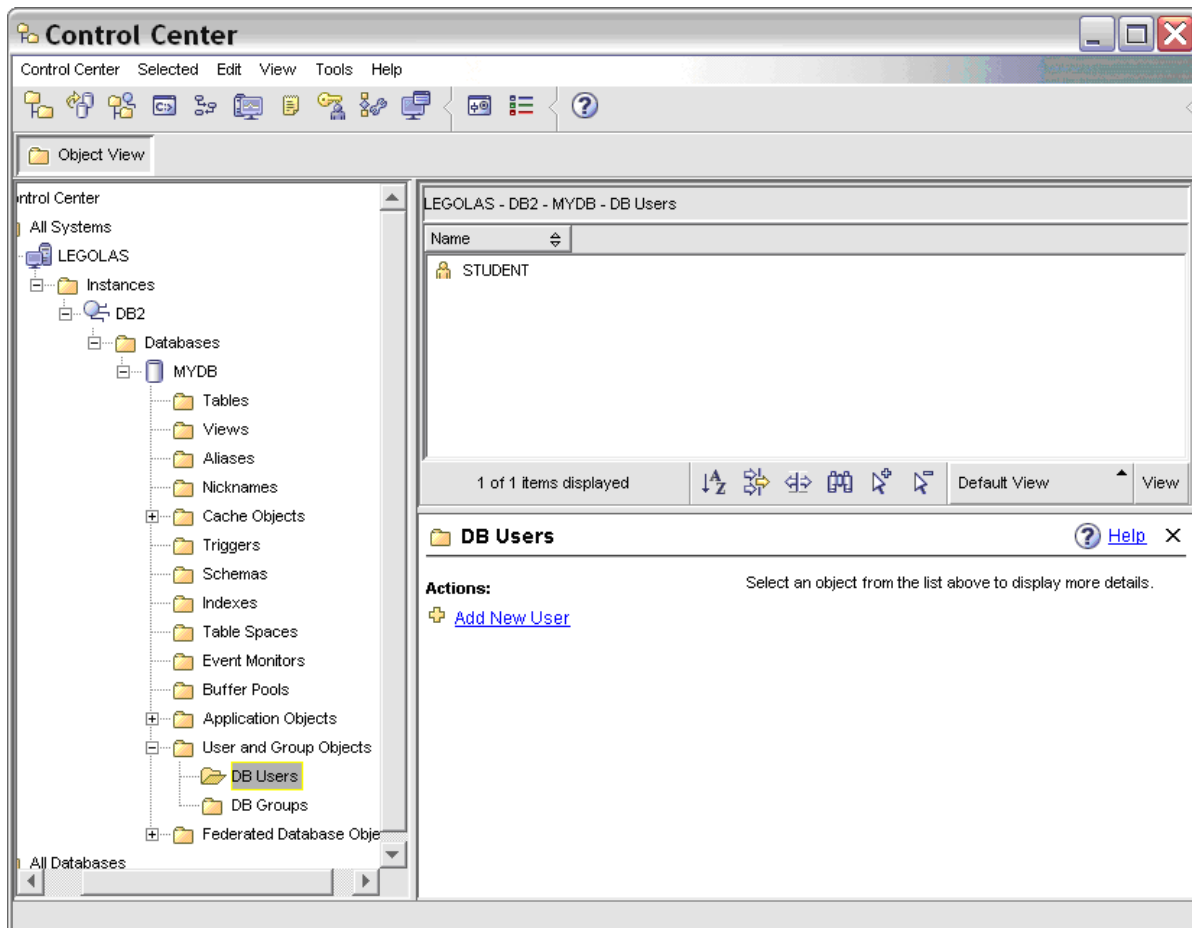 Control Center
Control Center Selected Edit View Tools Help
Object View
ntrol Center
All Systems
LEGOLAS
Instances
DB2
Databases
MYDB
Tables
Views
Aliases
Nicknames
Cache Objects
Triggers
Schemas
Indexes
Table Spaces
Event Monitors
Buffer Pools
Application Objects
User and Group Objects
DB Users
DB Groups
Federated Database Obje
All Databases
LEGOLAS - DB2 - MYDB - DB Users
Name
STUDENT
1 of 1 items displayed
Default View
View
DB Users
Help
Actions:
Add New User
Select an object from the list above to display more details.